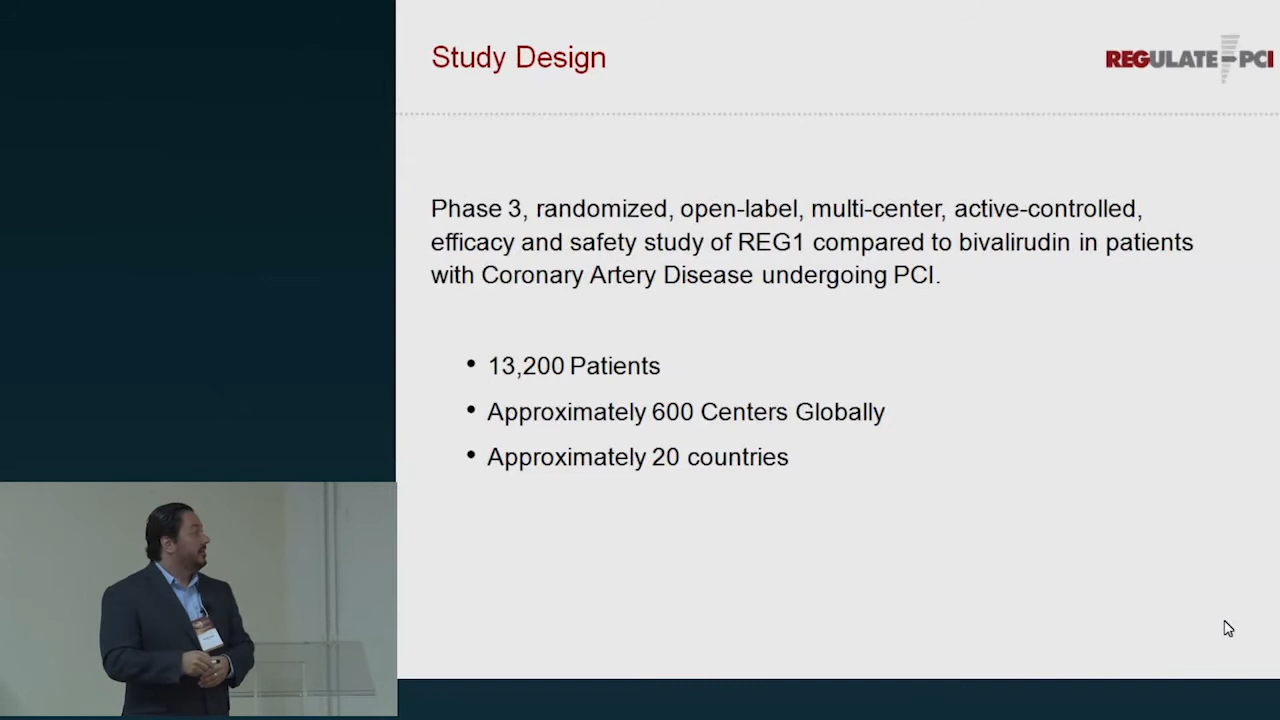 Study Design
REGULATE-PCI
Phase 3, randomized, open-label, multi-center, active-controlled,
efficacy and safety study of REG1 compared to bivalirudin in patients
with Coronary Artery Disease undergoing PCI.
• 13,200 Patients
• Approximately 600 Centers Globally
• Approximately 20 countries